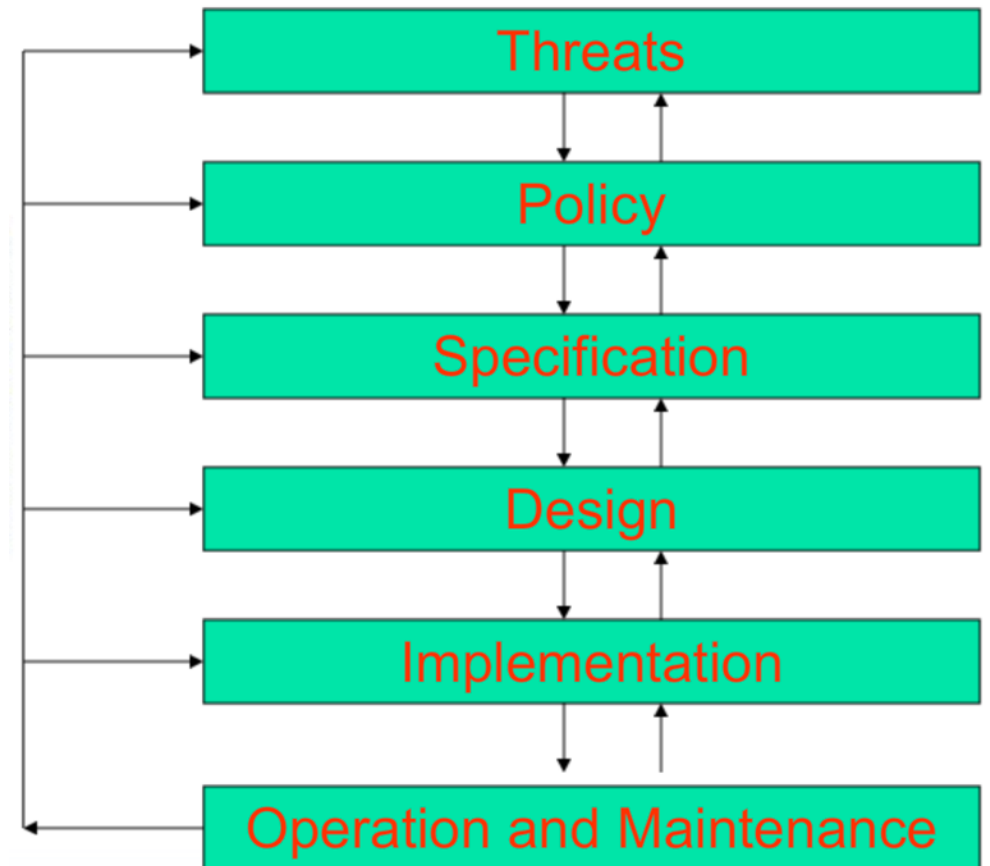 Threats
Policy
Specification
Design
Implementation
Operation and Maintenance